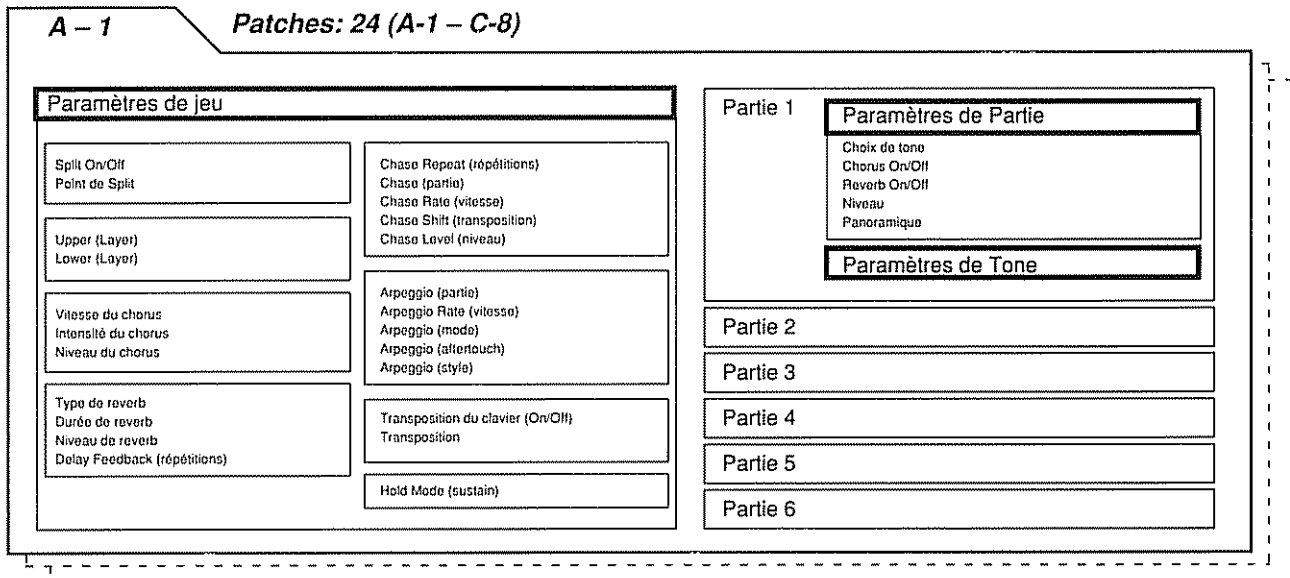 A – 1
Patches: 24 (A-1 – C-8)
Paramètres de jeu
Split On/Off
Point de Split
Upper (Layer)
Lower (Layer)
Vitesse du chorus
Intensité du chorus
Niveau du chorus
Type de reverb
Durée de reverb
Niveau de reverb
Delay Feedback (répétitions)
Chase Repeat (répétitions)
Chase (partie)
Chase Rate (vitesse)
Chase Shift (transposition)
Chase Level (niveau)
Arpeggio (partie)
Arpeggio Rate (vitesse)
Arpeggio (mode)
Arpeggio (aftertouch)
Arpeggio (style)
Transposition du clavier (On/Off)
Transposition
Hold Mode (sustain)
Partie 1
Paramètres de Partie
Choix de tone
Chorus On/Off
Reverb On/Off
Niveau
Panoramique
Paramètres de Tone
Partie 2
Partie 3
Partie 4
Partie 5
Partie 6